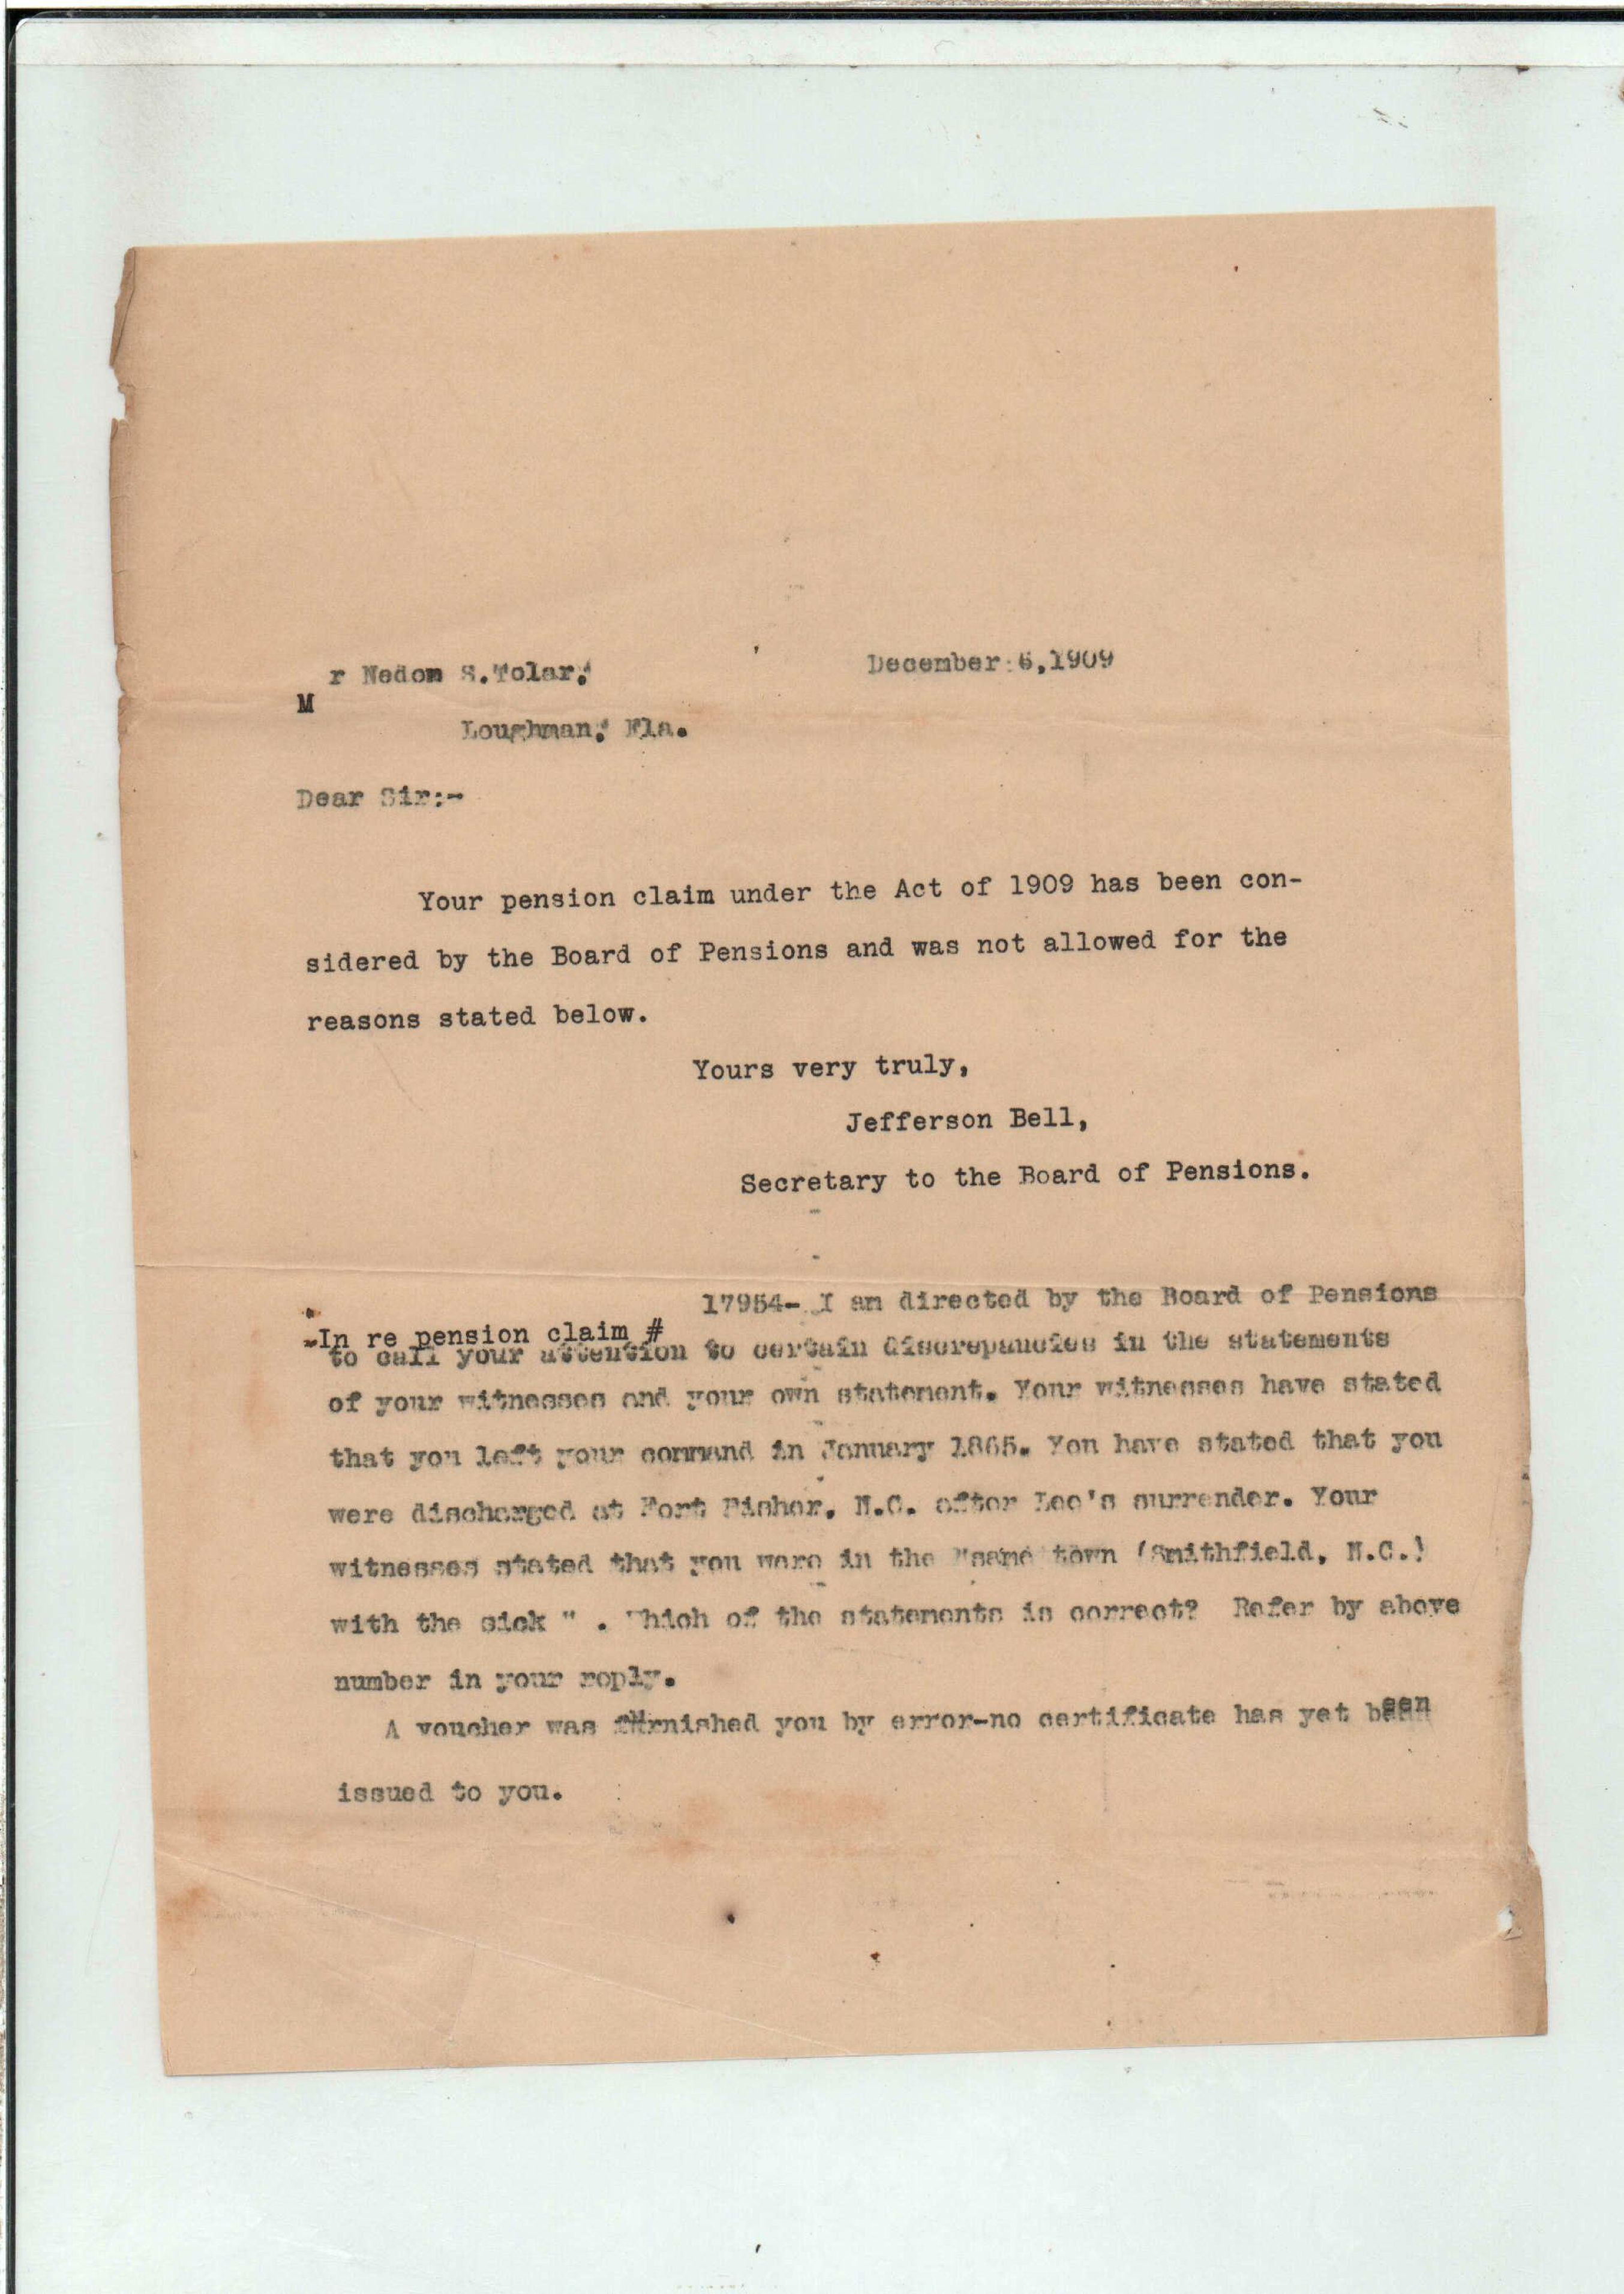 Mr Nedom S.Tolar, December 6,1909
Loughman, Fla.
Dear Sir:-
Your pension claim under the Act of 1909 has been con-
sidered by the Board of Pensions and was not allowed for the
reasons stated below.
Yours very truly,
Jefferson Bell,
Secretary to the Board of Pensions.
In re pension claim # 17954- I am directed by the Board of Pensions
to call your attention to certain discrepancies in the statements
of your witnesses and your own statement. Your witnesses have stated
that you left your command in January 1865. You have stated that you
were discharged at Fort Fisher, N.C. after Lee's surrender. Your
witnesses stated that you were in the "same town (Smithfield, N.C.)
with the sick " . Which of the statements is correct? Refer by above
number in your reply.
A voucher was furnished you by error-no certificate has yet been
issued to you.